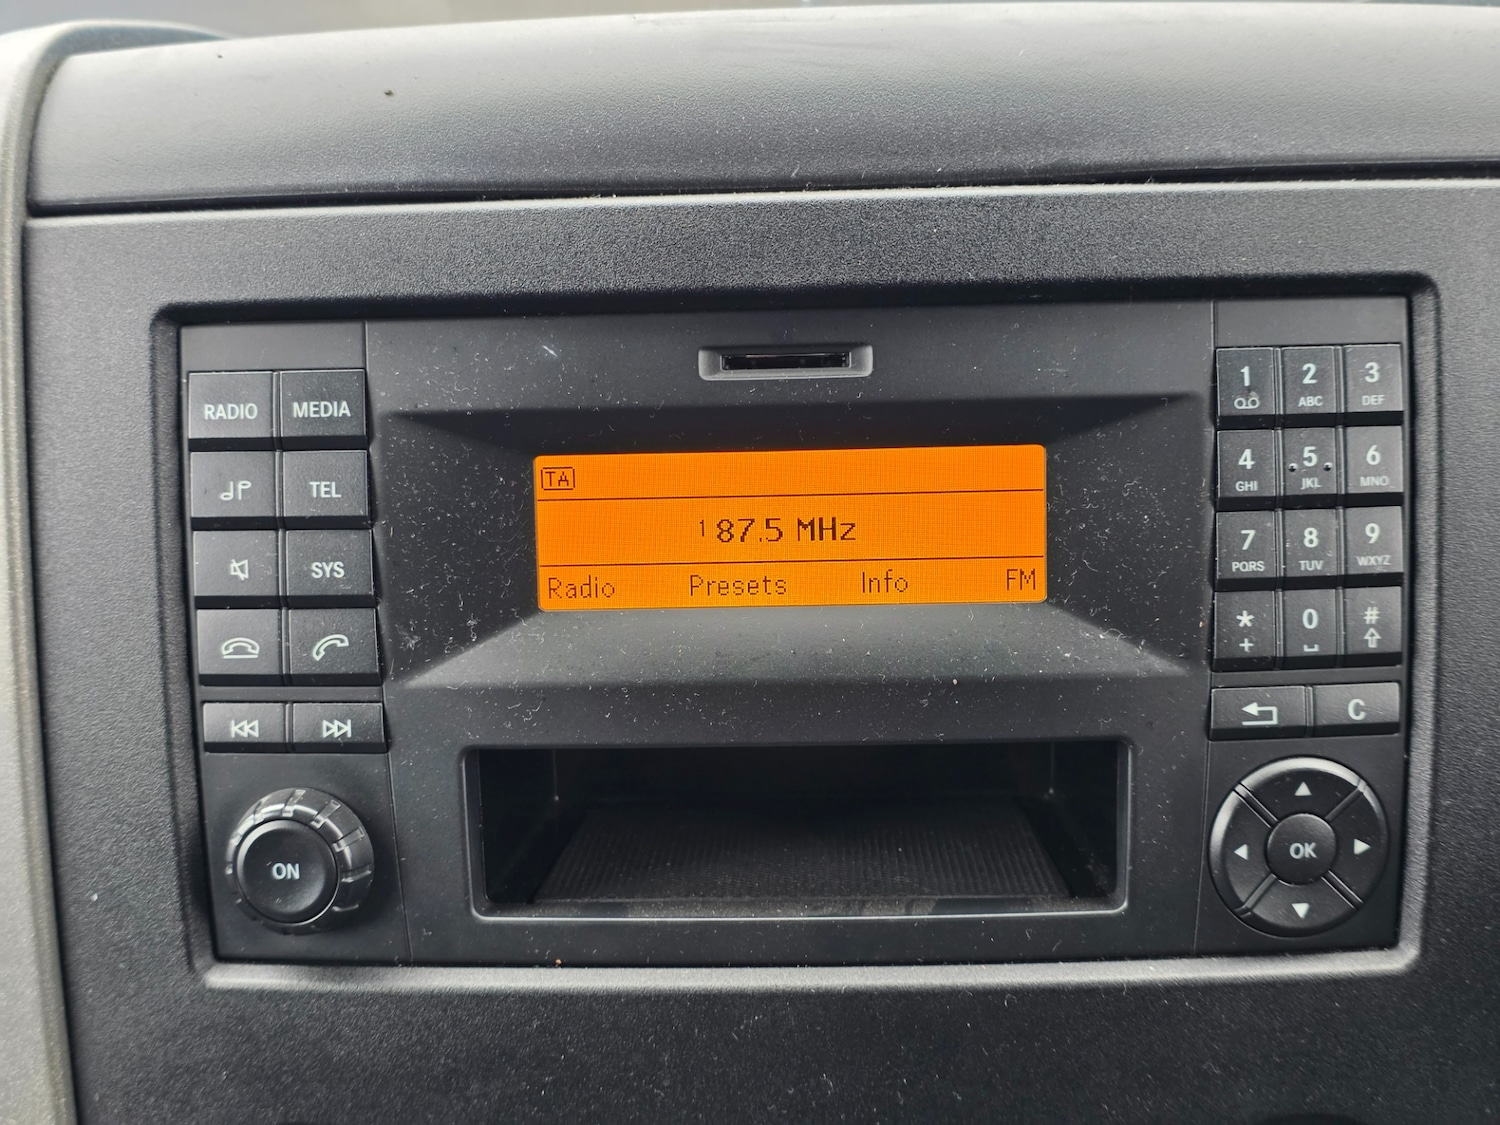 RADIO MEDIA
TEL
SYS
ON
TA
1 87.5 MHz
Radio Presets Info FM
1 2 ABC 3 DEF
4 GHI 5 JKL 6 MNO
7 PQRS 8 TUV 9 WXYZ
* + 0 #
C
OK